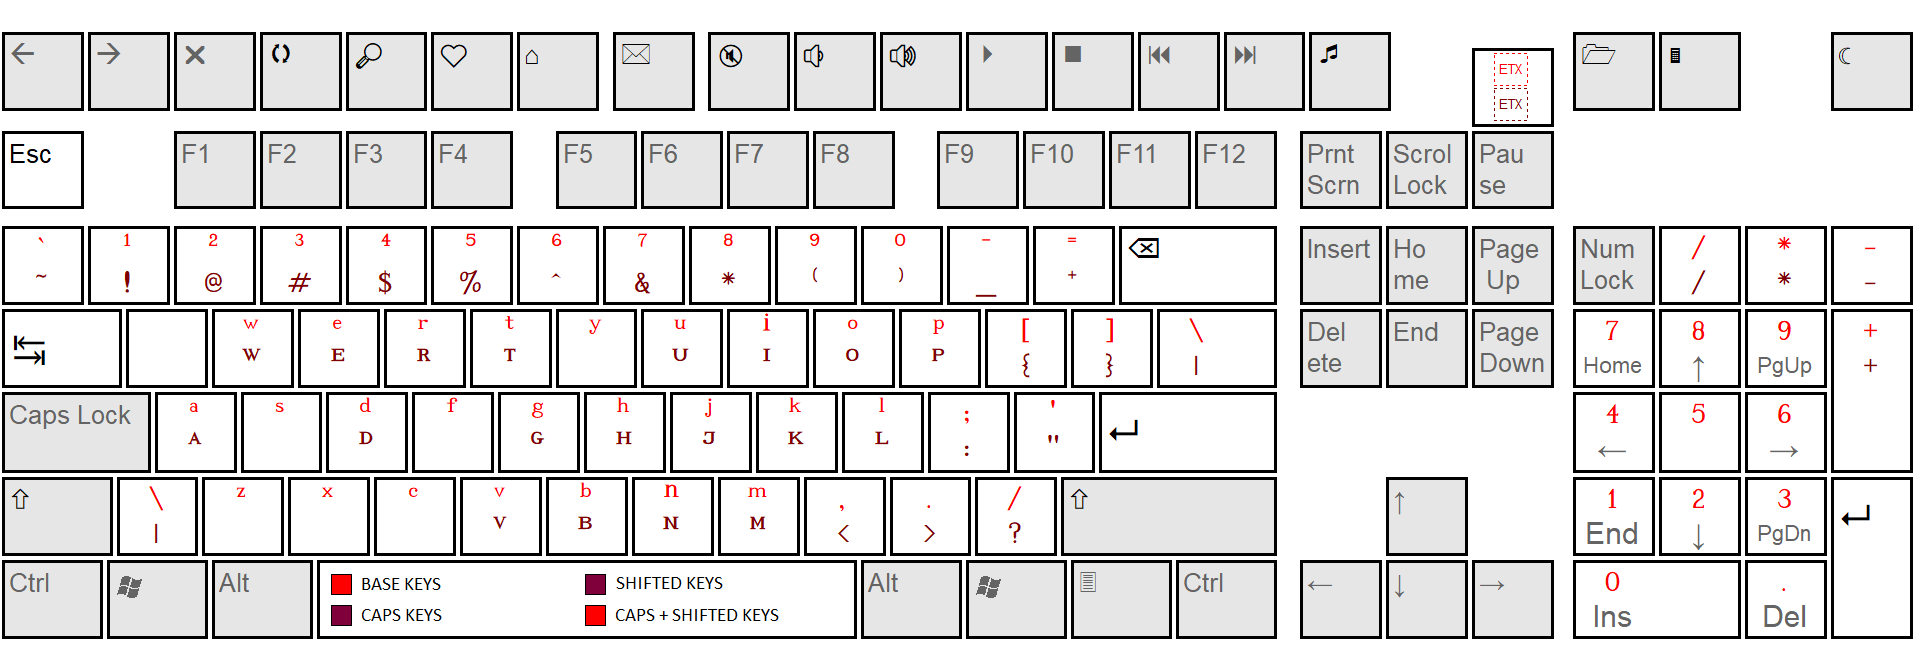 ETX
ETX
Esc F1 F2 F3 F4 F5 F6 F7 F8 F9 F10 F11 F12 Prnt Scrol Pau
Scrn Lock se
` 1 2 3 4 5 6 7 8 9 0 - = Insert Ho Page Num / * -
~ ! @ # $ % ^ & * ( ) _ + me Up Lock / * -
w e r t y u i o p [ ] \ Del End Page 7 8 9 +
ᴡ ᴇ ʀ ᴛ ᴜ ɪ ᴏ ᴘ { } | ete Down Home ↑ PgUp +
Caps Lock a s d f g h j k l ; ' 4 5 6
ᴀ ᴅ ɢ ʜ ᴊ ᴋ ʟ : " ← →
\ z x c v b n m , . / ↑ 1 2 3
| ᴠ ʙ ɴ ᴍ < > ? End ↓ PgDn
Ctrl Alt BASE KEYS SHIFTED KEYS Alt Ctrl ← ↓ → 0 .
CAPS KEYS CAPS + SHIFTED KEYS Ins Del